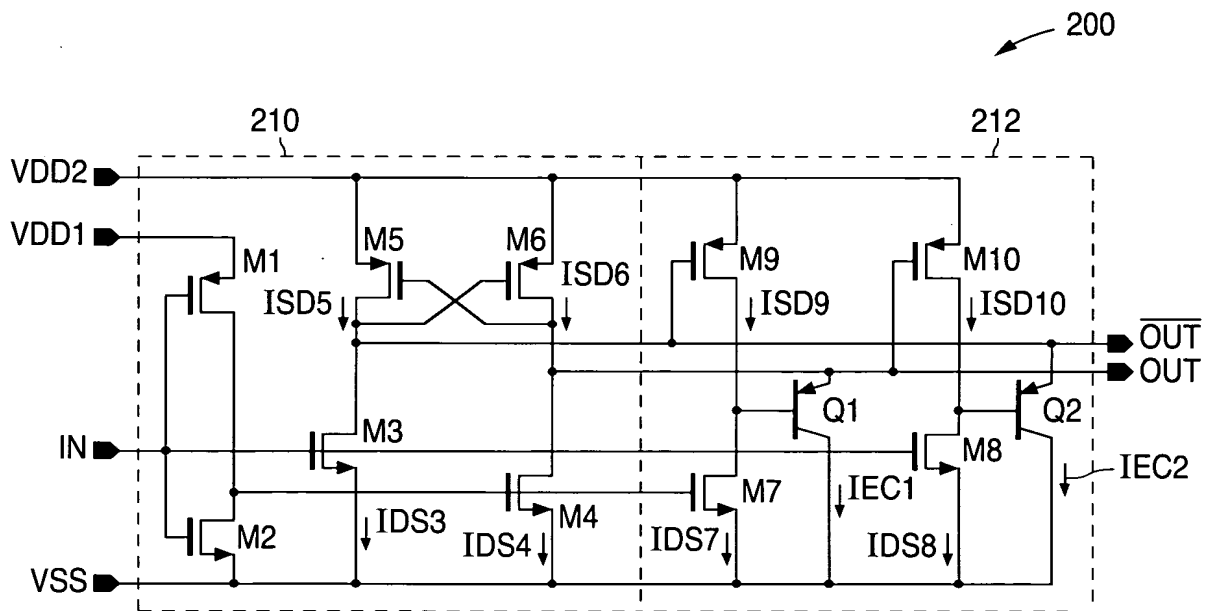 200
210
212
VDD2
VDD1
M1
M5
M6
M9
M10
ISD5
ISD6
ISD9
ISD10
OUT
OUT
Q1
Q2
IN
M3
M8
M2
M4
M7
IDS3
IDS4
IDS7
IEC1
IDS8
IEC2
VSS